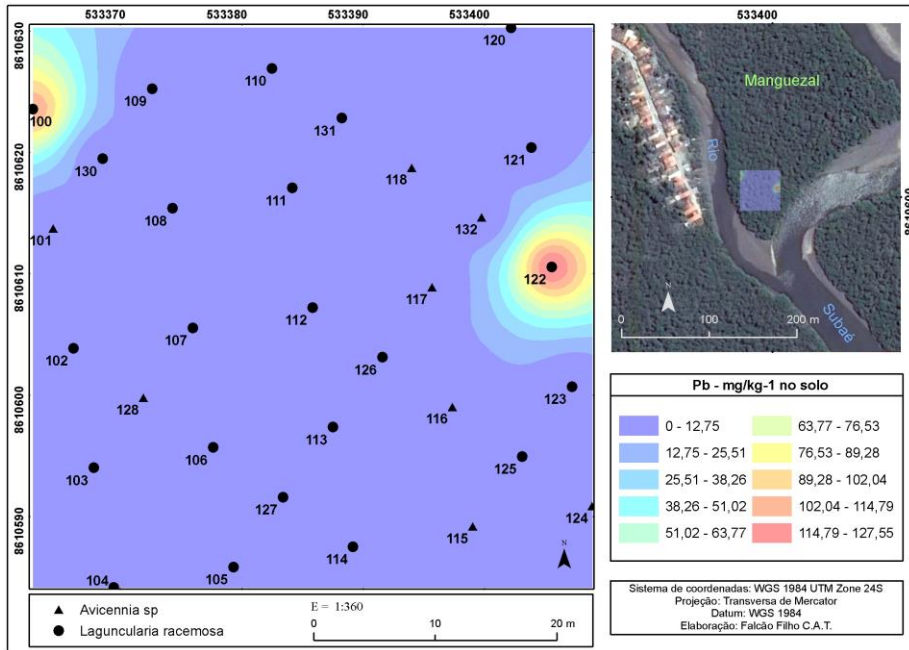 533370 533380 533390 533400
8610630
8610620
8610610
8610600
8610590
120
110
109
100
131
121
130
118
111
108
132
101
122
117
112
107
126
102
123
128
116
113
106
125
103
127
124
115
114
105
104
N
Avicennia sp
Laguncularia racemosa
E = 1:360
0 10 20 m
533400
8610600
Manguezal
Rio
Subaé
N
0 100 200 m
Pb - mg/kg-1 no solo
0 - 12,75 63,77 - 76,53
12,75 - 25,51 76,53 - 89,28
25,51 - 38,26 89,28 - 102,04
38,26 - 51,02 102,04 - 114,79
51,02 - 63,77 114,79 - 127,55
Sistema de coordenadas: WGS 1984 UTM Zone 24S
Projeção: Transversa de Mercator
Datum: WGS 1984
Elaboração: Falcão Filho C.A.T.